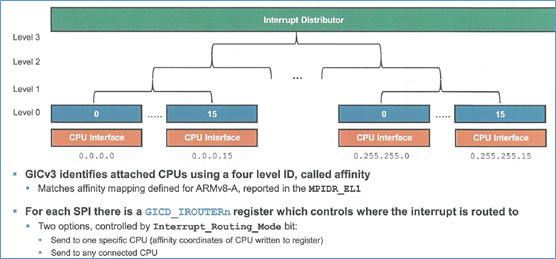 Interrupt Distributor
Level 3
Level 2
...
Level 1
Level 0
0 ..... 15 0 ..... 15
CPU Interface CPU Interface CPU Interface CPU Interface
0.0.0.0 0.0.0.15 0.255.255.0 0.255.255.15
▪ GICv3 identifies attached CPUs using a four level ID, called affinity
▪ Matches affinity mapping defined for ARMv8-A, reported in the MPIDR_EL1
▪ For each SPI there is a GICD_IROUTERn register which controls where the interrupt is routed to
▪ Two options, controlled by Interrupt_Routing_Mode bit:
▪ Send to one specific CPU (affinity coordinates of CPU written to register)
▪ Send to any connected CPU